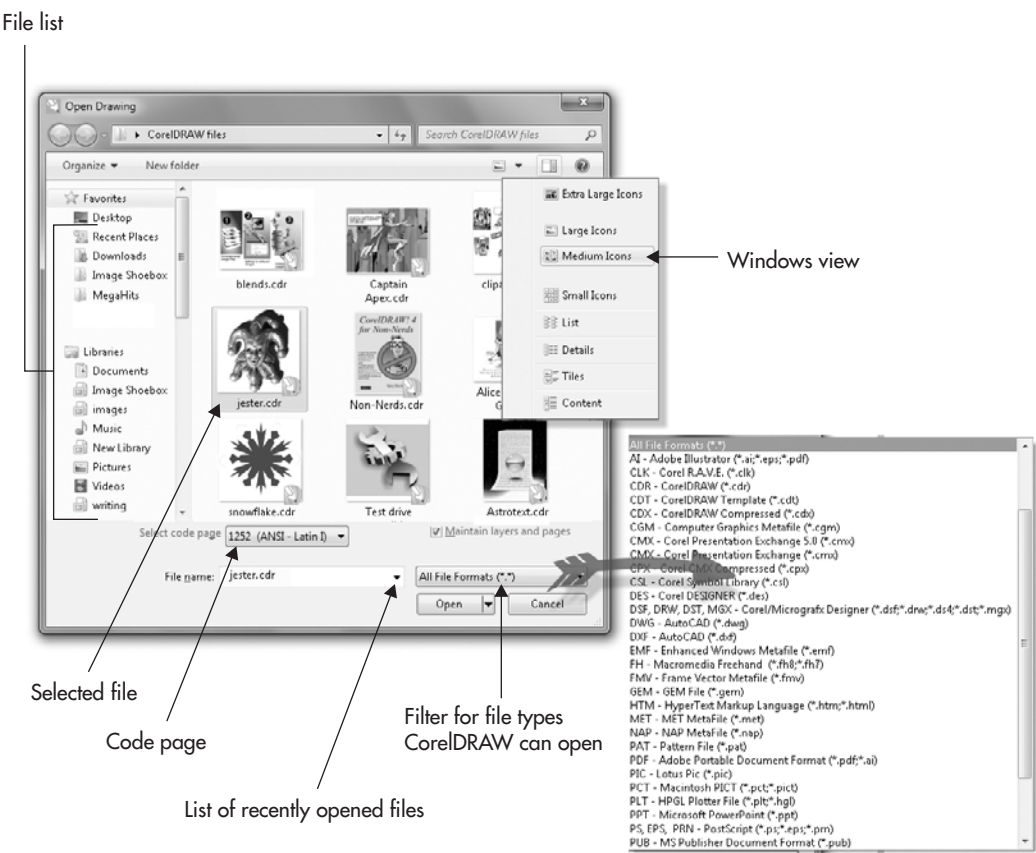 File list
Open Drawing
CorelDRAW files
Search CorelDRAW files
Organize
New folder
Favorites
Desktop
Recent Places
Downloads
Image Shoebox
MegaHits
Libraries
Documents
Image Shoebox
images
Music
New Library
Pictures
Videos
writing
blends.cdr
Captain
Apex.cdr
clipa
CorelDRAW! 4
for Non-Nerds
jester.cdr
Non-Nerds.cdr
Alice
G
snowflake.cdr
Test drive
Astrotext.cdr
Extra Large Icons
Large Icons
Medium Icons
Small Icons
List
Details
Tiles
Content
Windows view
Select code page
1252 (ANSI - Latin I)
Maintain layers and pages
File name:
jester.cdr
All File Formats (*.*)
Open
Cancel
Selected file
Code page
List of recently opened files
Filter for file types
CorelDRAW can open
All File Formats (*.*)
AI - Adobe Illustrator (*.ai;*.eps;*.pdf)
CLK - Corel R.A.V.E. (*.clk)
CDR - CorelDRAW (*.cdr)
CDT - CorelDRAW Template (*.cdt)
CDX - CorelDRAW Compressed (*.cdx)
CGM - Computer Graphics Metafile (*.cgm)
CMX - Corel Presentation Exchange 5.0 (*.cmx)
CMX - Corel Presentation Exchange (*.cmx)
CPX - Corel CMX Compressed (*.cpx)
CSL - Corel Symbol Library (*.csl)
DES - Corel DESIGNER (*.des)
DSF, DRW, DST, MGX - Corel/Micrografx Designer (*.dsf;*.drw;*.ds4;*.dst;*.mgx)
DWG - AutoCAD (*.dwg)
DXF - AutoCAD (*.dxf)
EMF - Enhanced Windows Metafile (*.emf)
FH - Macromedia Freehand (*.fh8;*.fh7)
FMV - Frame Vector Metafile (*.fmv)
GEM - GEM File (*.gem)
HTM - HyperText Markup Language (*.htm;*.html)
MET - MET MetaFile (*.met)
NAP - NAP MetaFile (*.nap)
PAT - Pattern File (*.pat)
PDF - Adobe Portable Document Format (*.pdf;*.ai)
PIC - Lotus Pic (*.pic)
PCT - Macintosh PICT (*.pct;*.pict)
PLT - HPGL Plotter File (*.plt;*.hgl)
PPT - Microsoft PowerPoint (*.ppt)
PS, EPS, PRN - PostScript (*.ps;*.eps;*.prn)
PUB - MS Publisher Document Format (*.pub)